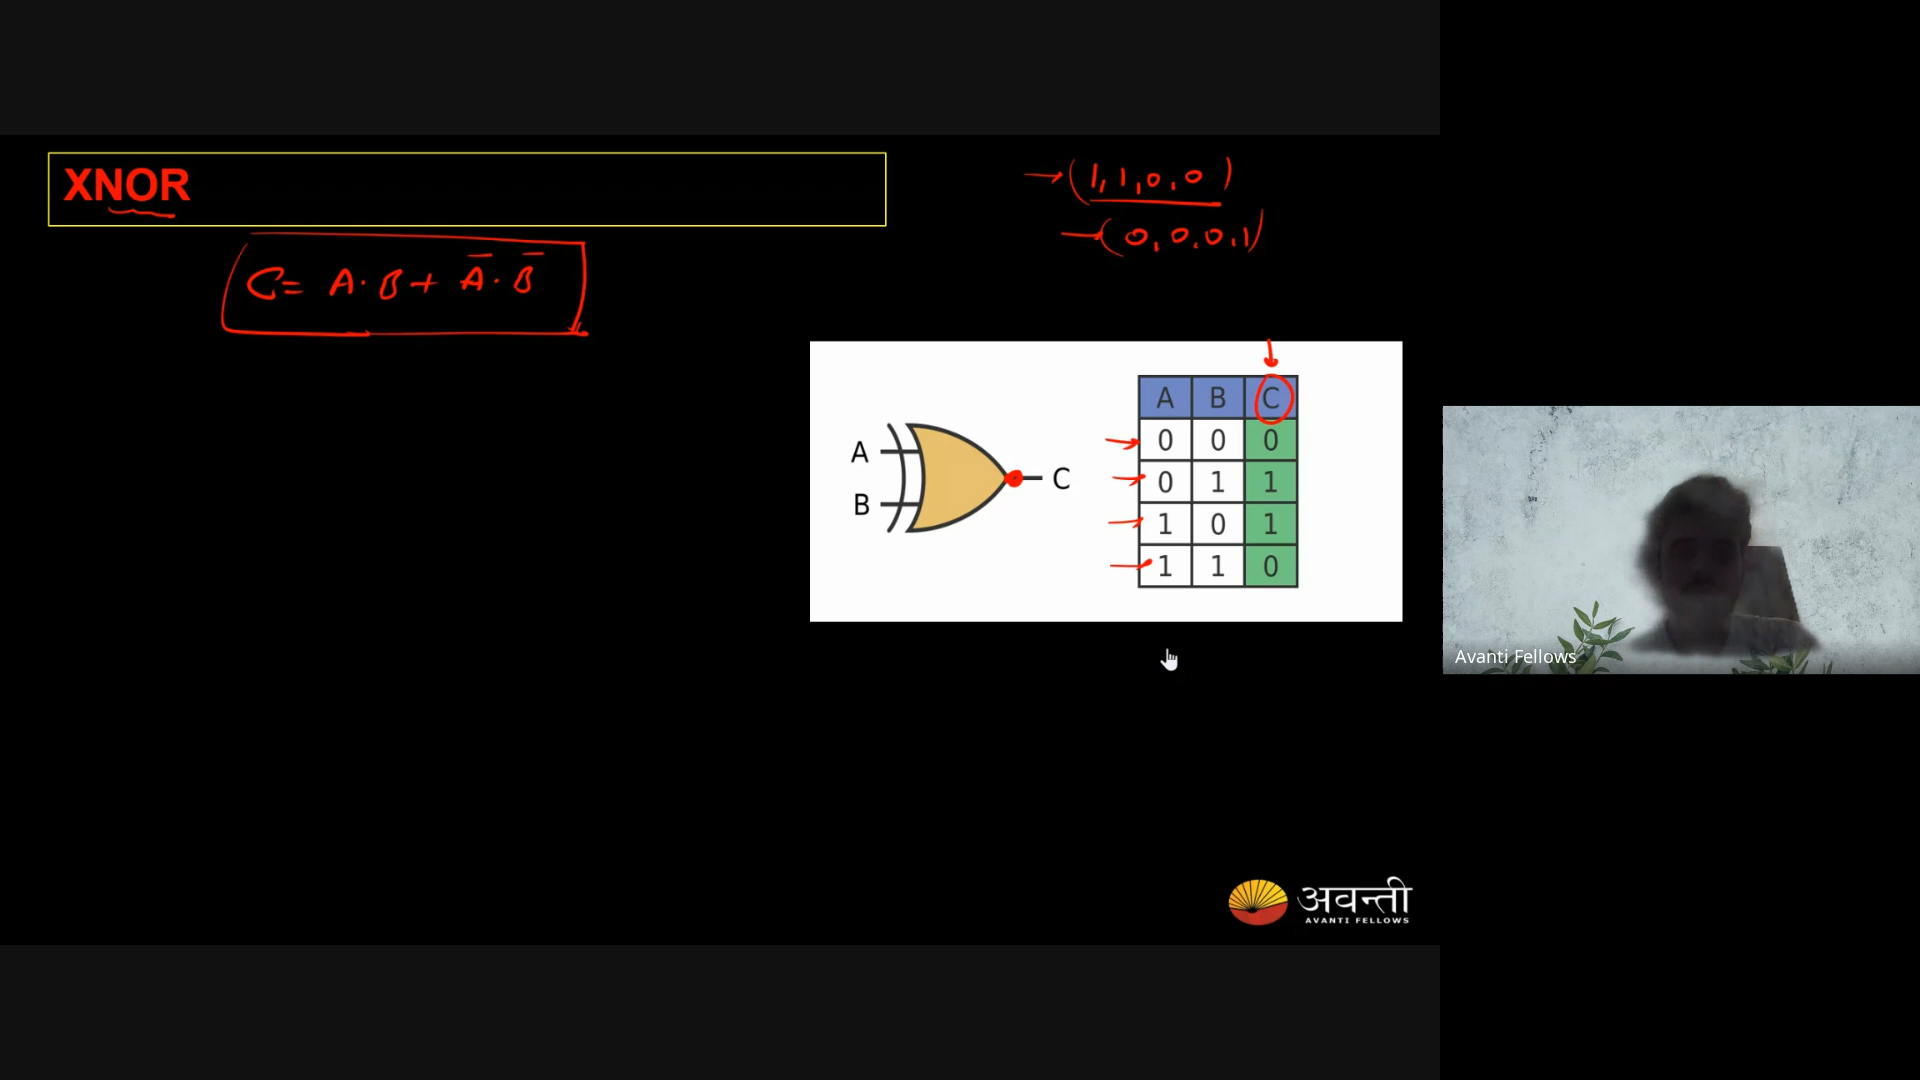 XNOR
→(1,1,0,0)
→(0,0,0,1)
C= A·B+ A̅·B̅
A B C
A
B
C
0 0 0
0 1 1
1 0 1
1 1 0
Avanti Fellows
अवन्ती
AVANTI FELLOWS